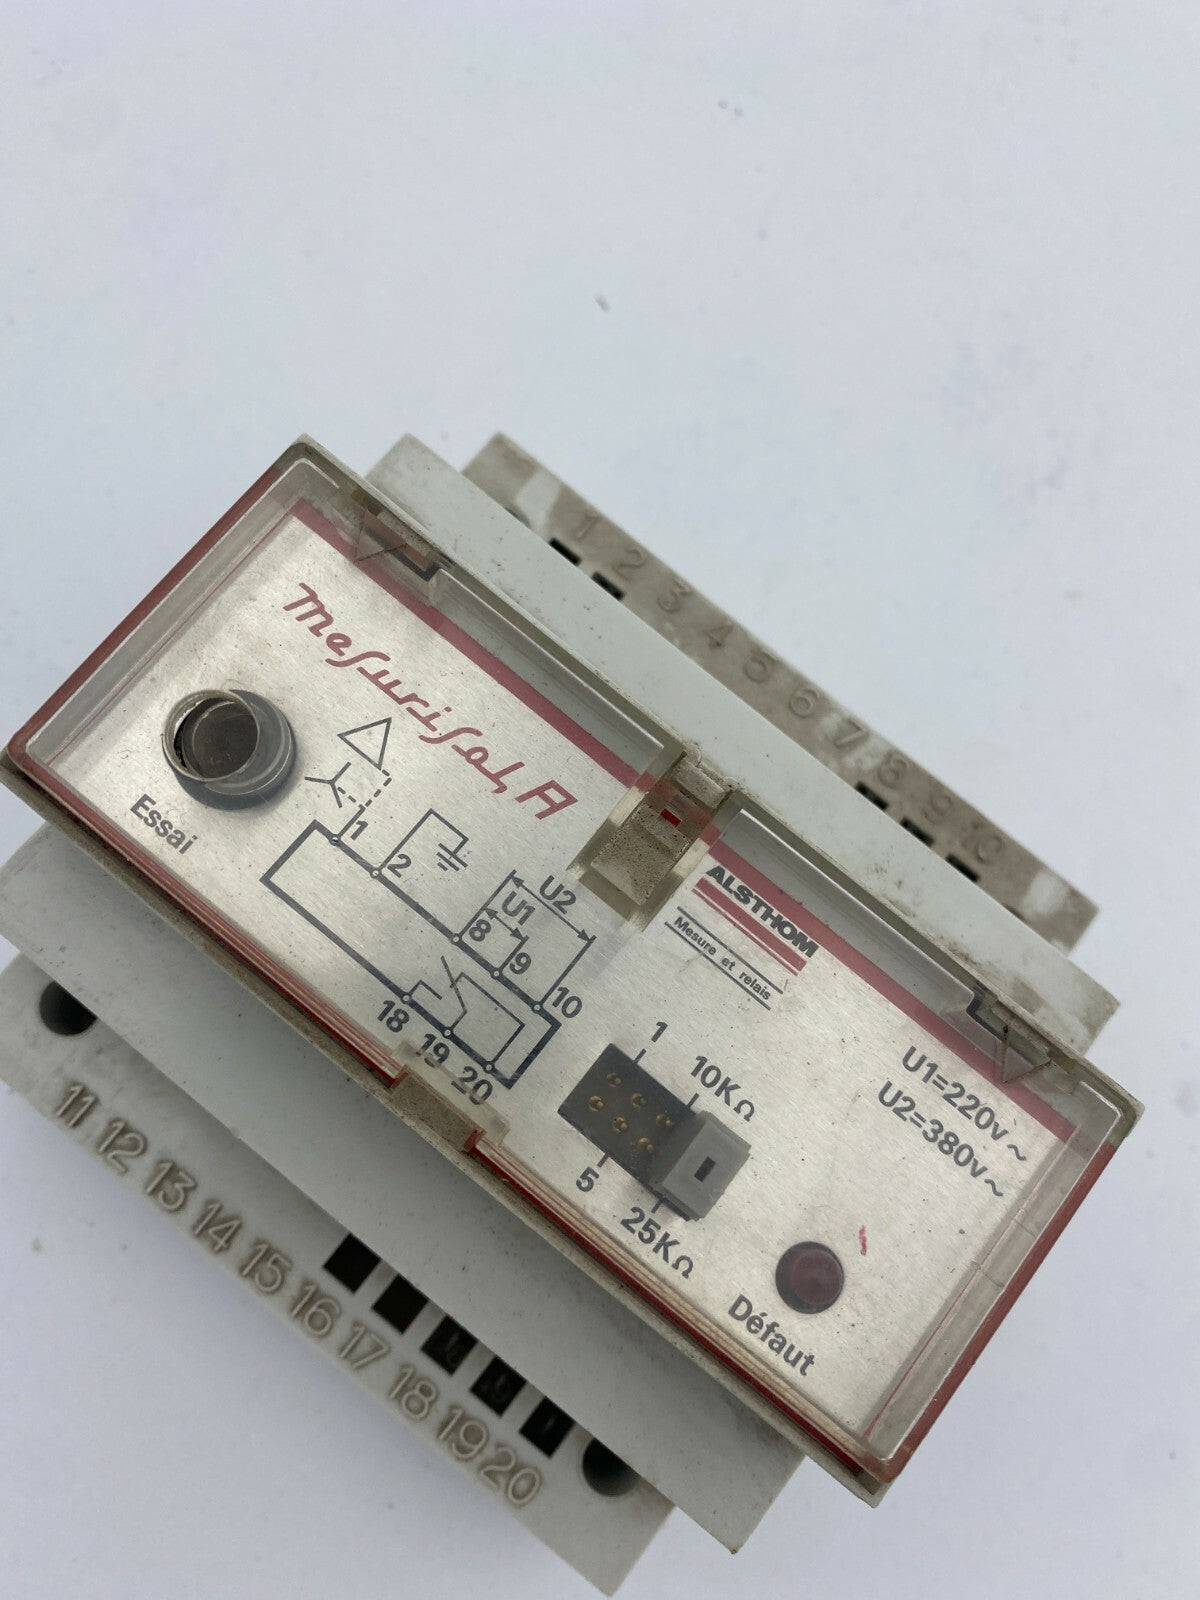 1 2 3 4 5 6 7 8 9 10
Mesurisol A
Essai
1
2
8
9
10
U1
U2
18
19
20
ALSTHOM
Mesure et relais
1
10KΩ
5
25KΩ
U1=220v~
U2=380v~
Défaut
11 12 13 14 15 16 17 18 19 20